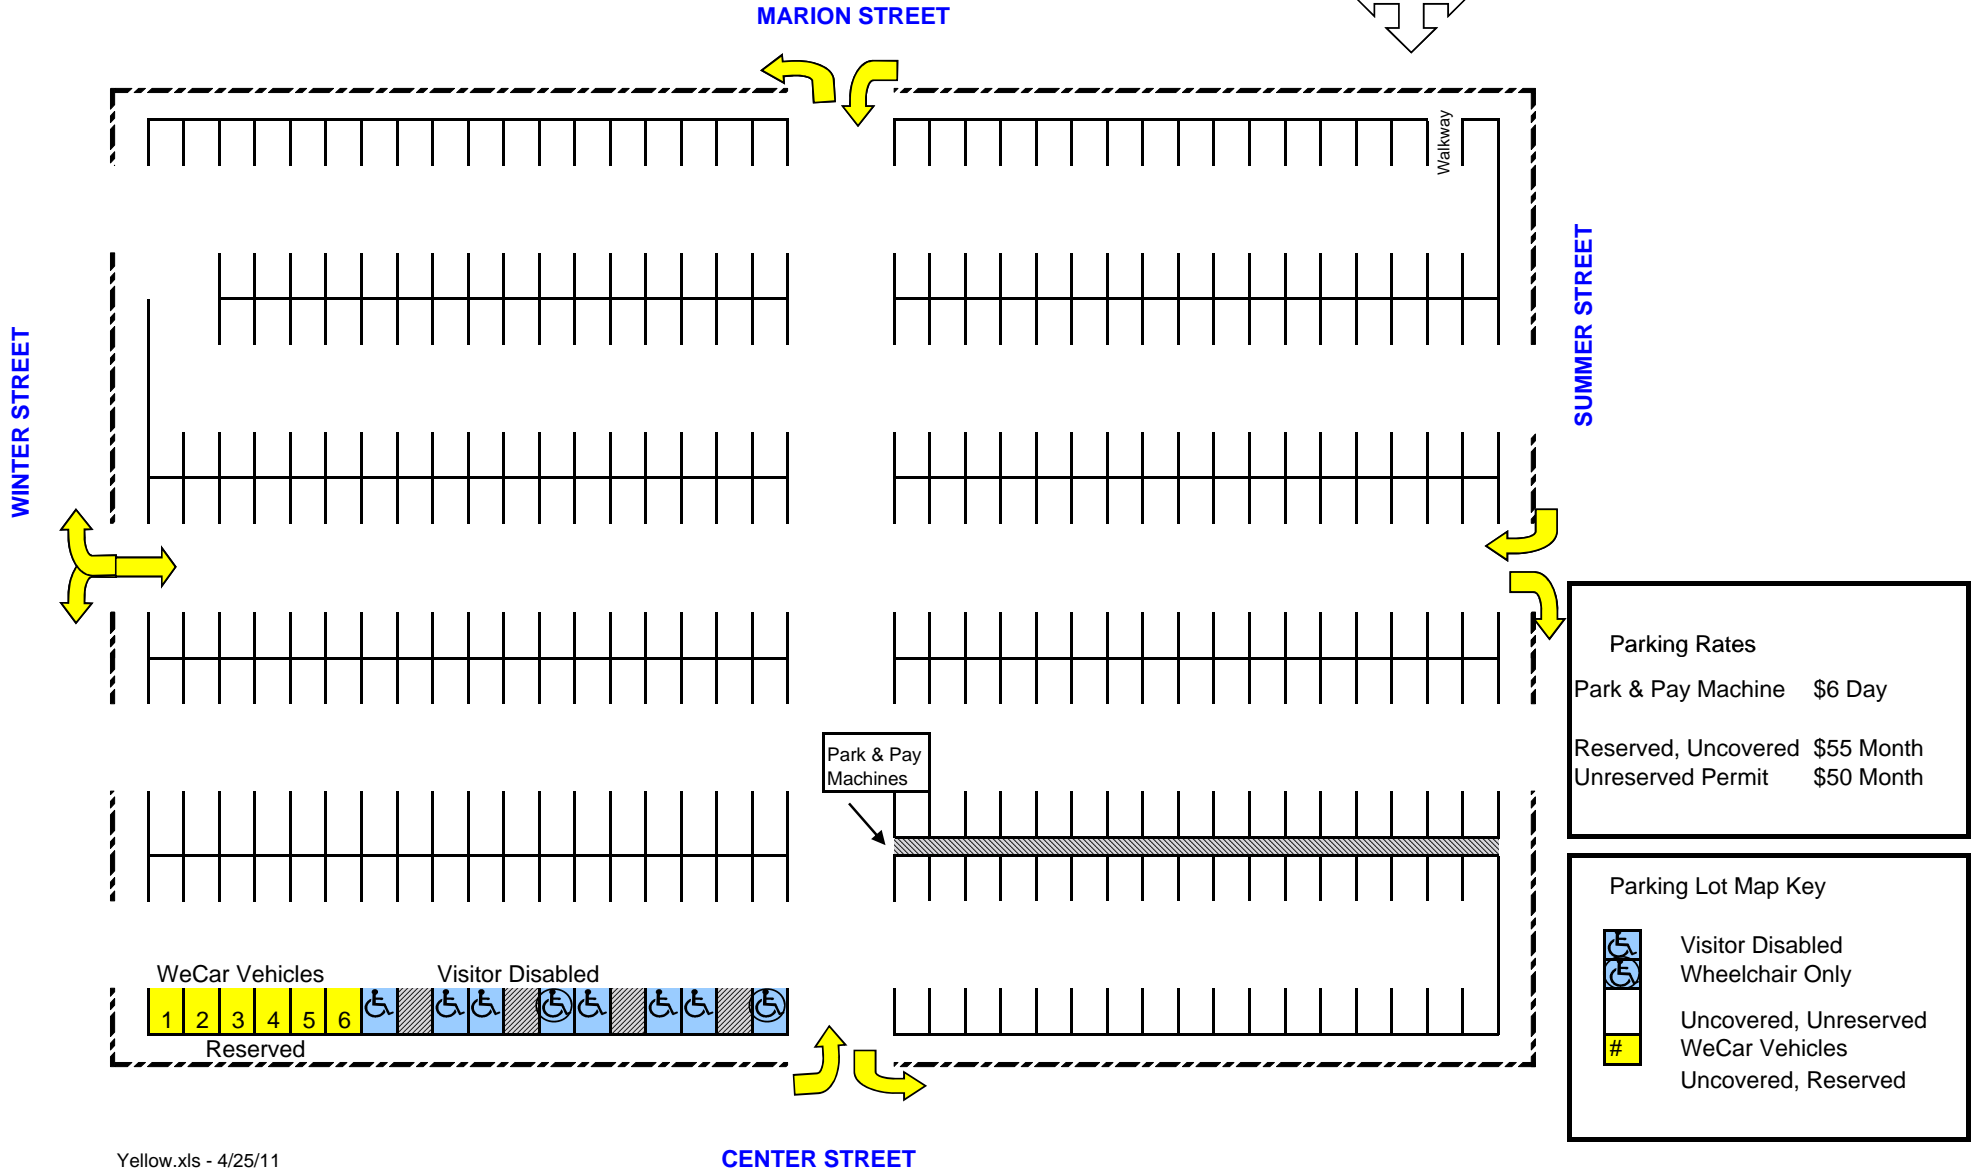 MARION STREET
Walkway
WINTER STREET
SUMMER STREET
Parking Rates
Park & Pay Machine $6 Day
Reserved, Uncovered $55 Month
Unreserved Permit $50 Month
Park & Pay
Machines
Parking Lot Map Key
Visitor Disabled
Wheelchair Only
Uncovered, Unreserved
# WeCar Vehicles
Uncovered, Reserved
WeCar Vehicles Visitor Disabled
1 2 3 4 5 6
Reserved
CENTER STREET
Yellow.xls - 4/25/11